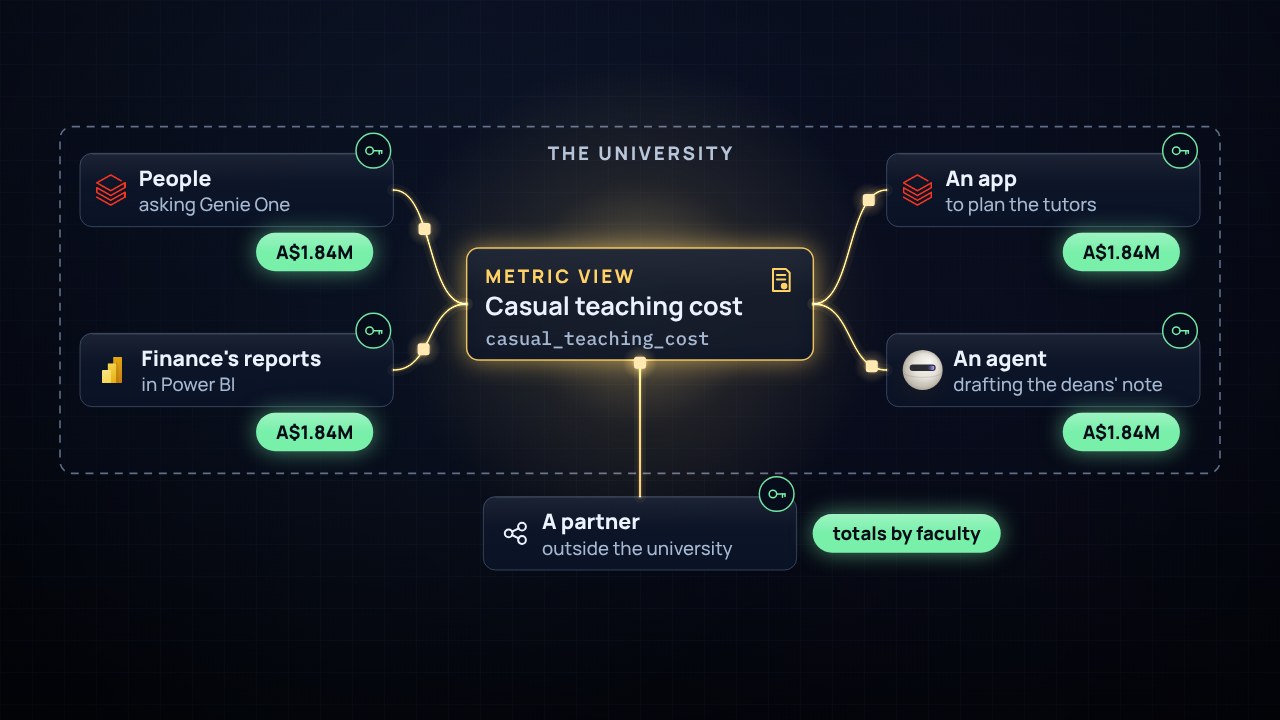 THE UNIVERSITY
People
asking Genie One
A$1.84M
An app
to plan the tutors
A$1.84M
METRIC VIEW
Casual teaching cost
casual_teaching_cost
Finance's reports
in Power BI
A$1.84M
An agent
drafting the deans' note
A$1.84M
A partner
outside the university
totals by faculty